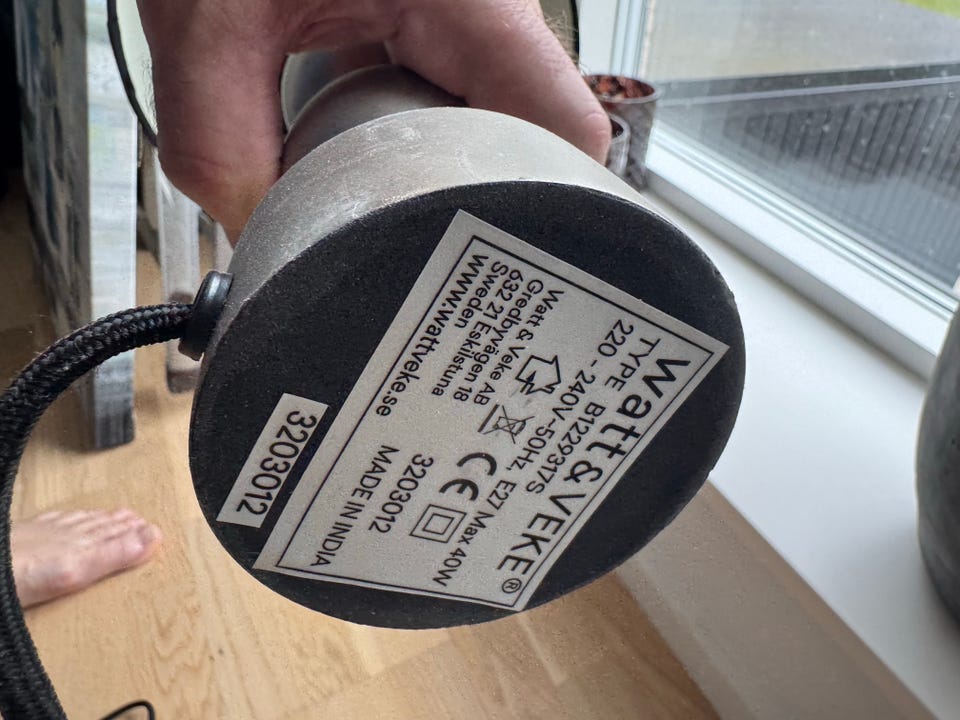 Watt & VEKE®
TYPE B1229317S
220 - 240V~50Hz, E27 Max 40W
Watt & Veke AB
Gredbyvägen 18
632 21 Eskilstuna
Sweden
www.wattveke.se
CE
3203012
MADE IN INDIA
3203012